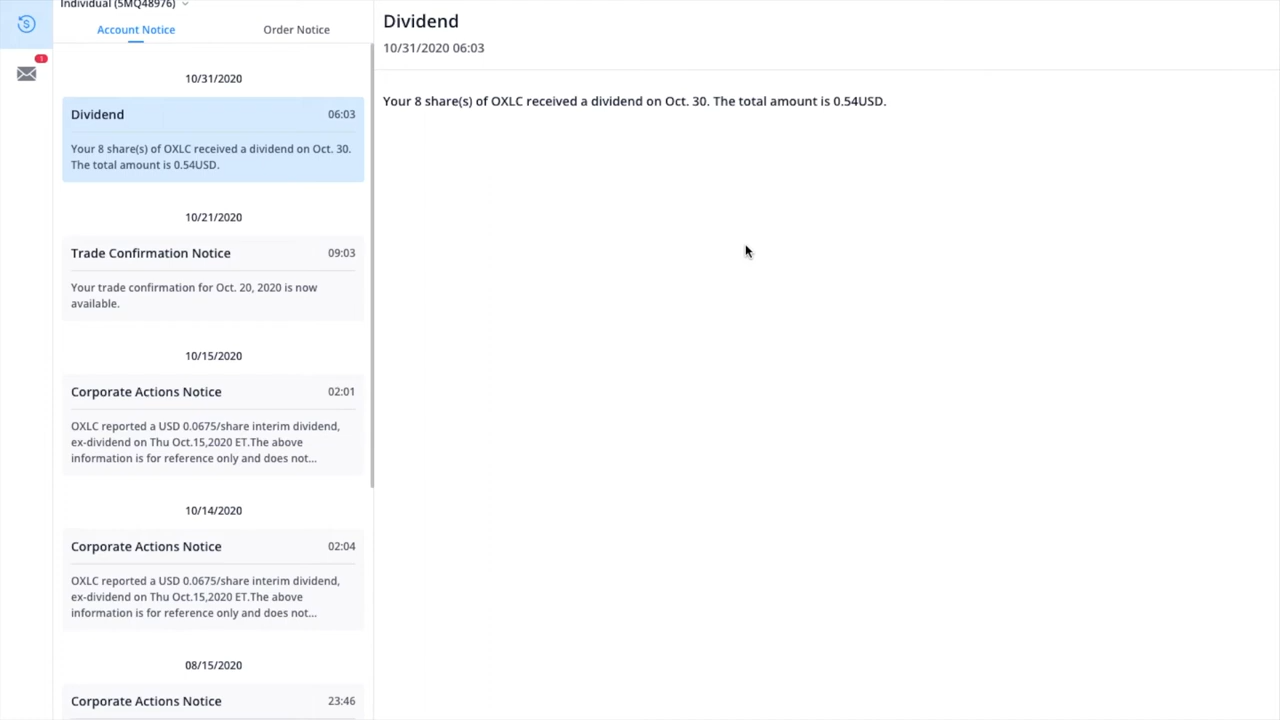 Individual (5MQ48976)
Account Notice
Order Notice
10/31/2020
Dividend 06:03
Your 8 share(s) of OXLC received a dividend on Oct. 30.
The total amount is 0.54USD.
10/21/2020
Trade Confirmation Notice 09:03
Your trade confirmation for Oct. 20, 2020 is now
available.
10/15/2020
Corporate Actions Notice 02:01
OXLC reported a USD 0.0675/share interim dividend,
ex-dividend on Thu Oct.15,2020 ET.The above
information is for reference only and does not...
10/14/2020
Corporate Actions Notice 02:04
OXLC reported a USD 0.0675/share interim dividend,
ex-dividend on Thu Oct.15,2020 ET.The above
information is for reference only and does not...
08/15/2020
Corporate Actions Notice 23:46
Dividend
10/31/2020 06:03
Your 8 share(s) of OXLC received a dividend on Oct. 30. The total amount is 0.54USD.